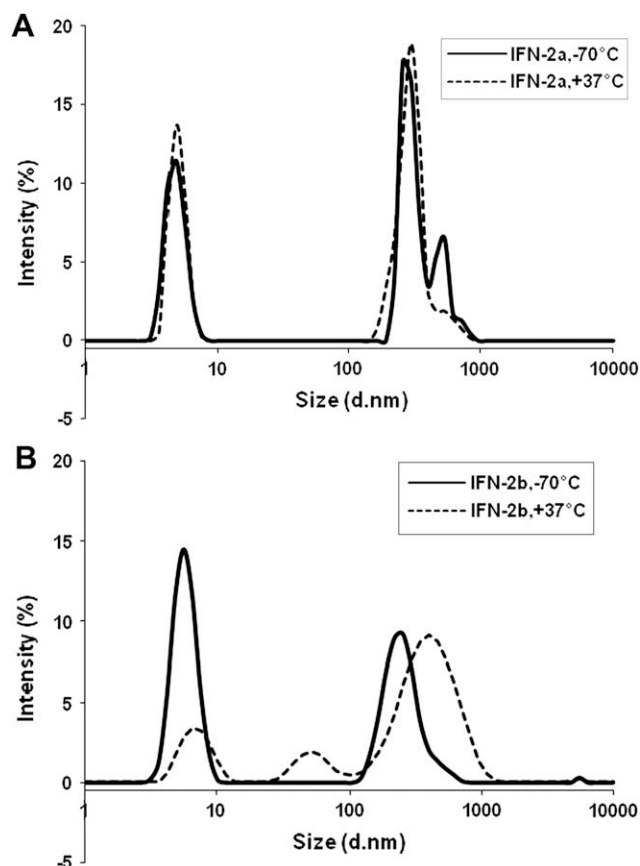 A
20
15
10
5
0
-5
Intensity (%)
IFN-2a,-70°C
IFN-2a,+37°C
1
10
100
1000
10000
Size (d.nm)
B
20
15
10
5
0
-5
Intensity (%)
IFN-2b,-70°C
IFN-2b,+37°C
1
10
100
1000
10000
Size (d.nm)